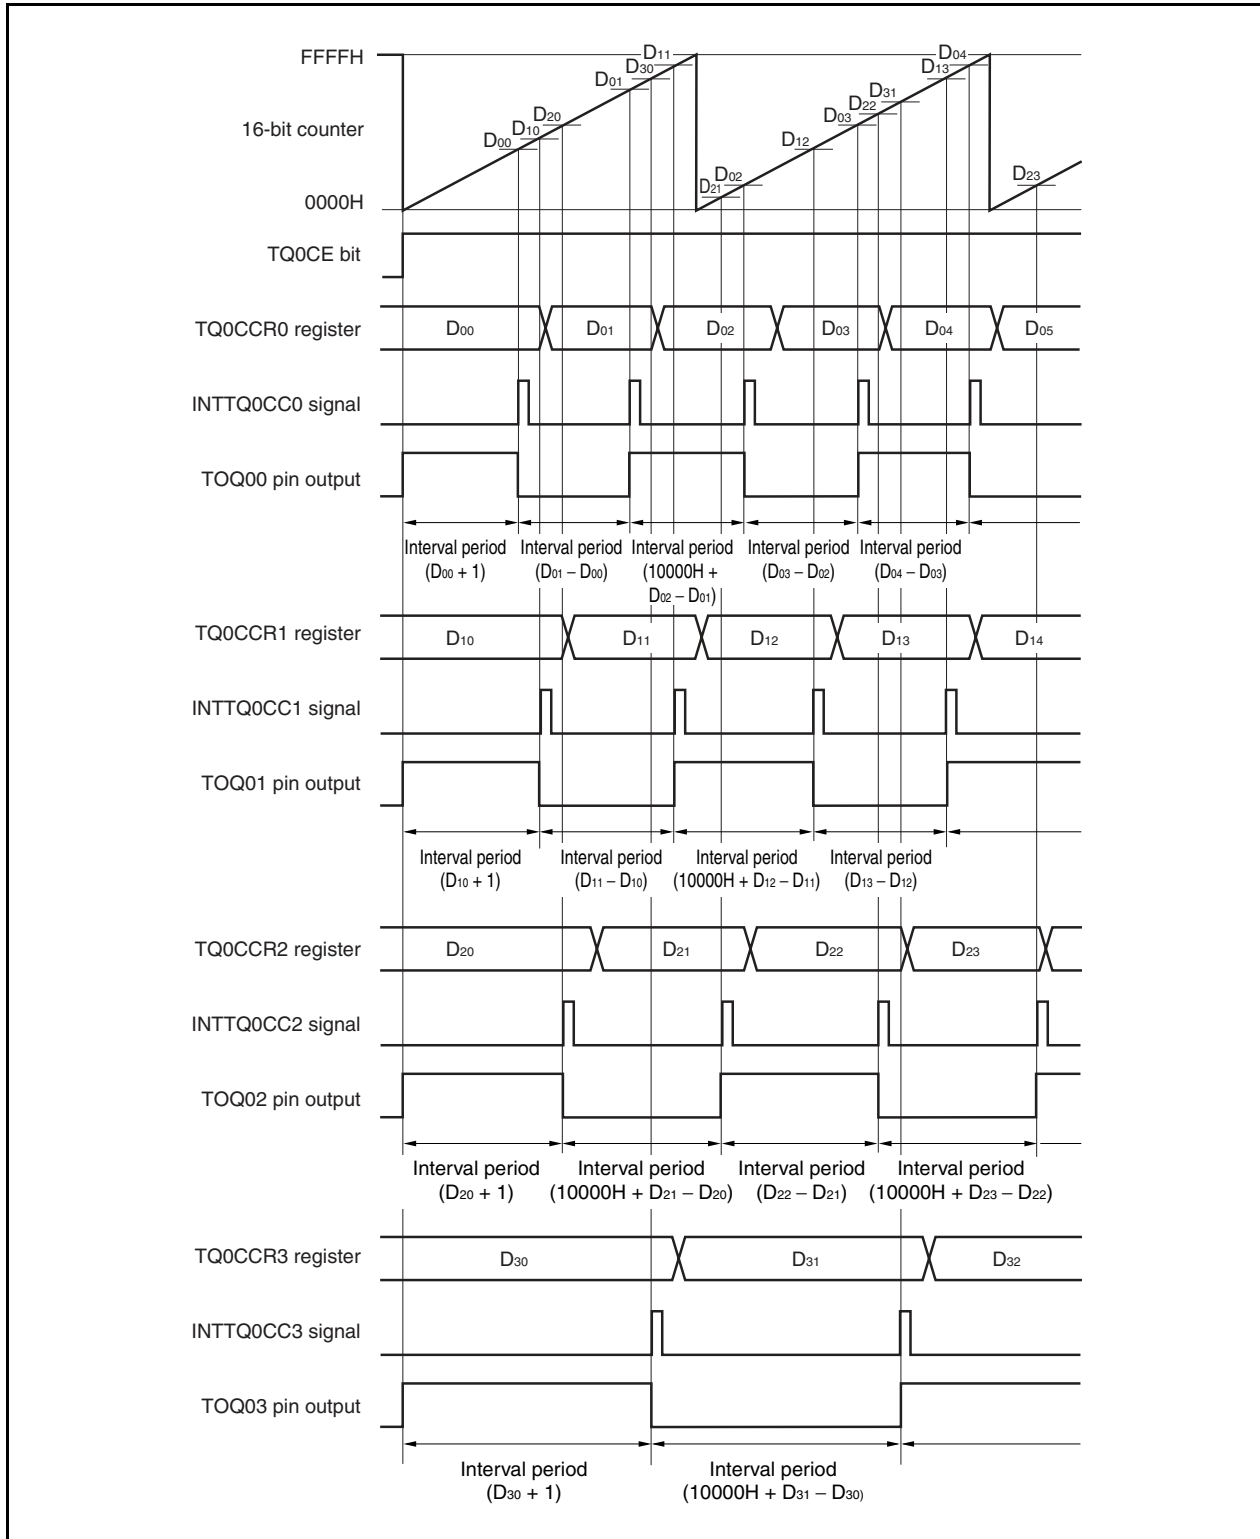 FFFFH
16-bit counter
0000H
D00
D10
D20
D01
D30
D11
D21
D02
D12
D03
D22
D31
D13
D04
D23
TQ0CE bit
TQ0CCR0 register
D00 D01 D02 D03 D04 D05
INTTQ0CC0 signal
TOQ00 pin output
Interval period
(D00 + 1)
Interval period
(D01 – D00)
Interval period
(10000H +
D02 – D01)
Interval period
(D03 – D02)
Interval period
(D04 – D03)
TQ0CCR1 register
D10 D11 D12 D13 D14
INTTQ0CC1 signal
TOQ01 pin output
Interval period
(D10 + 1)
Interval period
(D11 – D10)
Interval period
(10000H + D12 – D11)
Interval period
(D13 – D12)
TQ0CCR2 register
D20 D21 D22 D23
INTTQ0CC2 signal
TOQ02 pin output
Interval period
(D20 + 1)
Interval period
(10000H + D21 – D20)
Interval period
(D22 – D21)
Interval period
(10000H + D23 – D22)
TQ0CCR3 register
D30 D31 D32
INTTQ0CC3 signal
TOQ03 pin output
Interval period
(D30 + 1)
Interval period
(10000H + D31 – D30)